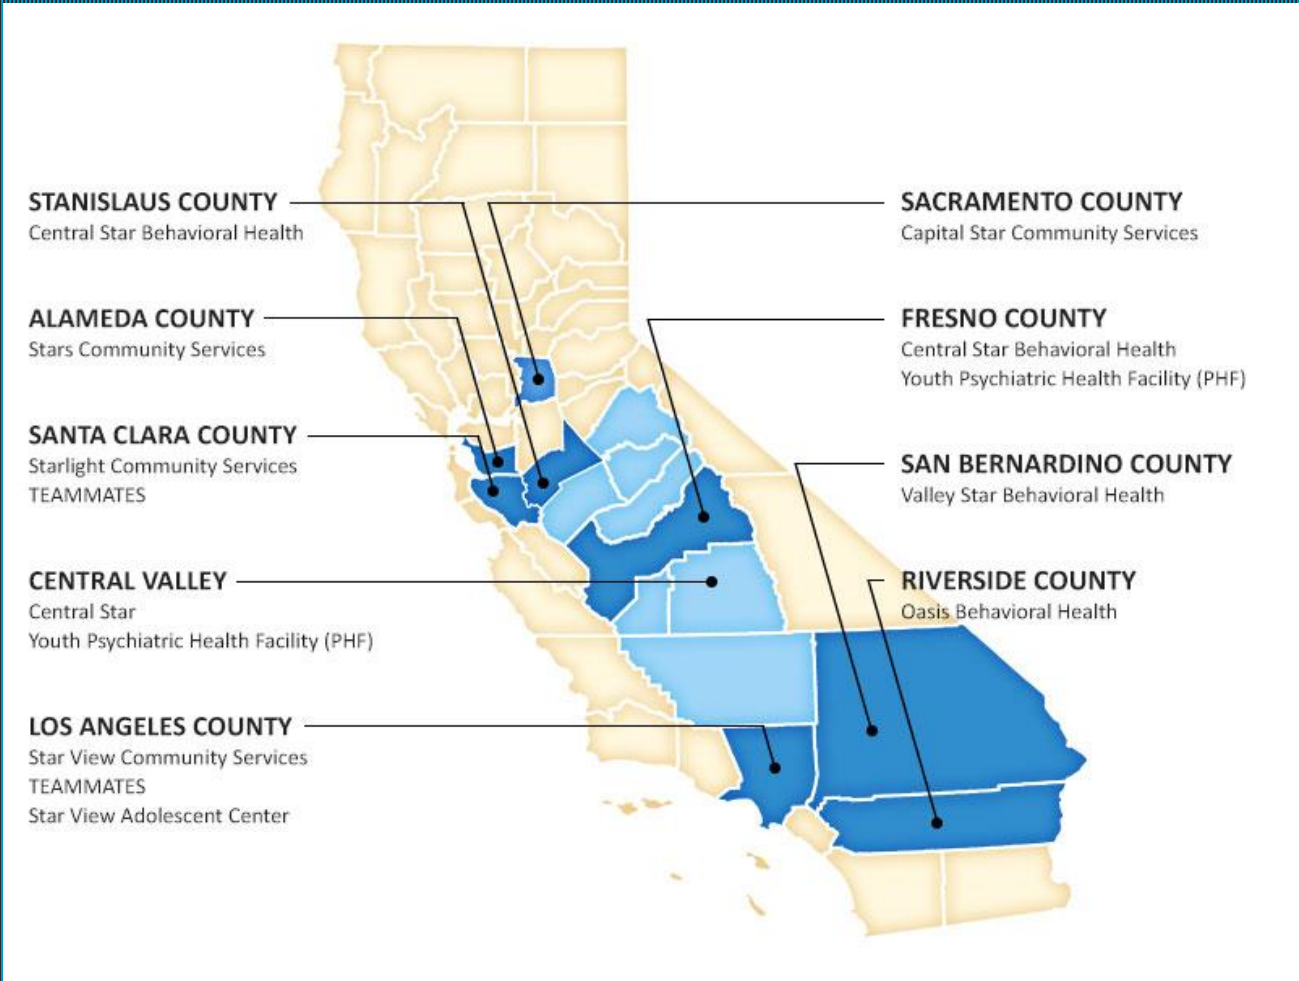 STANISLAUS COUNTY
Central Star Behavioral Health
ALAMEDA COUNTY
Stars Community Services
SANTA CLARA COUNTY
Starlight Community Services
TEAMMATES
CENTRAL VALLEY
Central Star
Youth Psychiatric Health Facility (PHF)
LOS ANGELES COUNTY
Star View Community Services
TEAMMATES
Star View Adolescent Center
SACRAMENTO COUNTY
Capital Star Community Services
FRESNO COUNTY
Central Star Behavioral Health
Youth Psychiatric Health Facility (PHF)
SAN BERNARDINO COUNTY
Valley Star Behavioral Health
RIVERSIDE COUNTY
Oasis Behavioral Health